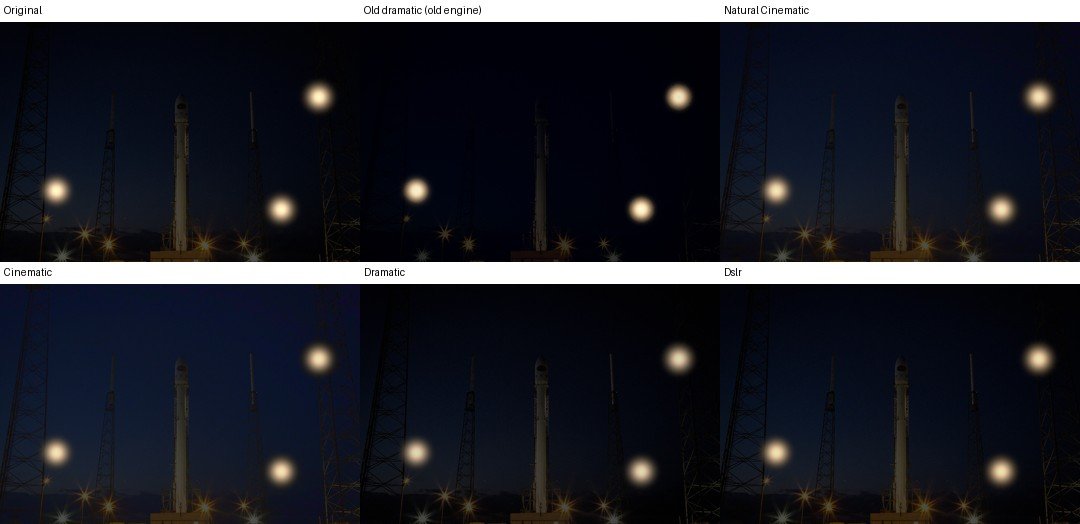 Original
Old dramatic (old engine)
Natural Cinematic
Cinematic
Dramatic
Dslr